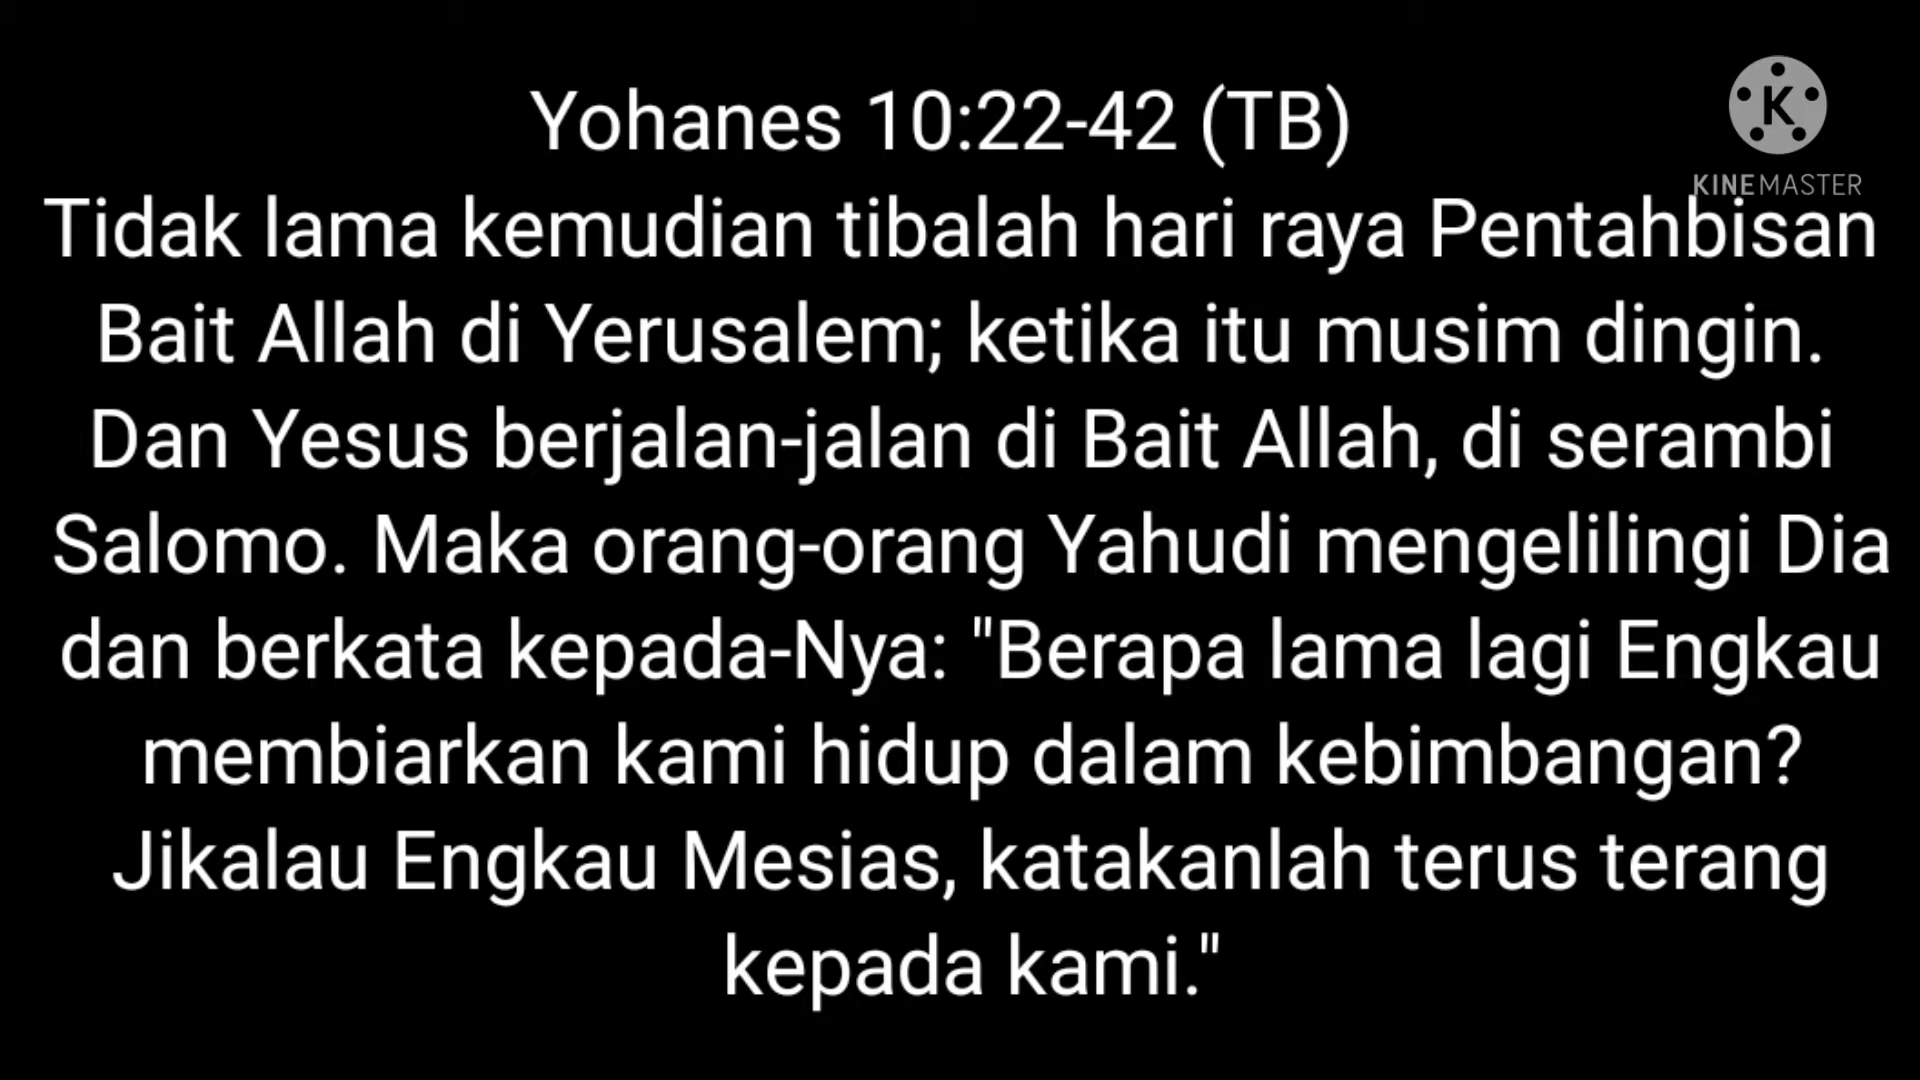 Yohanes 10:22-42 (TB)
K
KINEMASTER
Tidak lama kemudian tibalah hari raya Pentahbisan
Bait Allah di Yerusalem; ketika itu musim dingin.
Dan Yesus berjalan-jalan di Bait Allah, di serambi
Salomo. Maka orang-orang Yahudi mengelilingi Dia
dan berkata kepada-Nya: "Berapa lama lagi Engkau
membiarkan kami hidup dalam kebimbangan?
Jikalau Engkau Mesias, katakanlah terus terang
kepada kami."